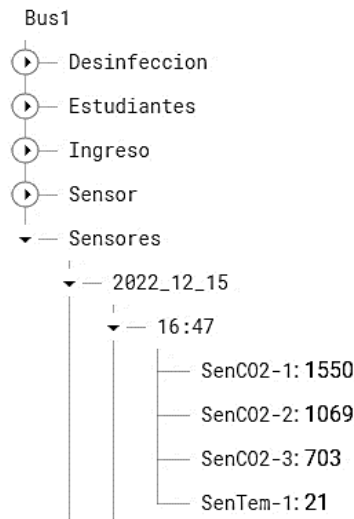 Bus1
Desinfeccion
Estudiantes
Ingreso
Sensor
Sensores
2022_12_15
16:47
SenCO2-1: 1550
SenCO2-2: 1069
SenCO2-3: 703
SenTem-1: 21